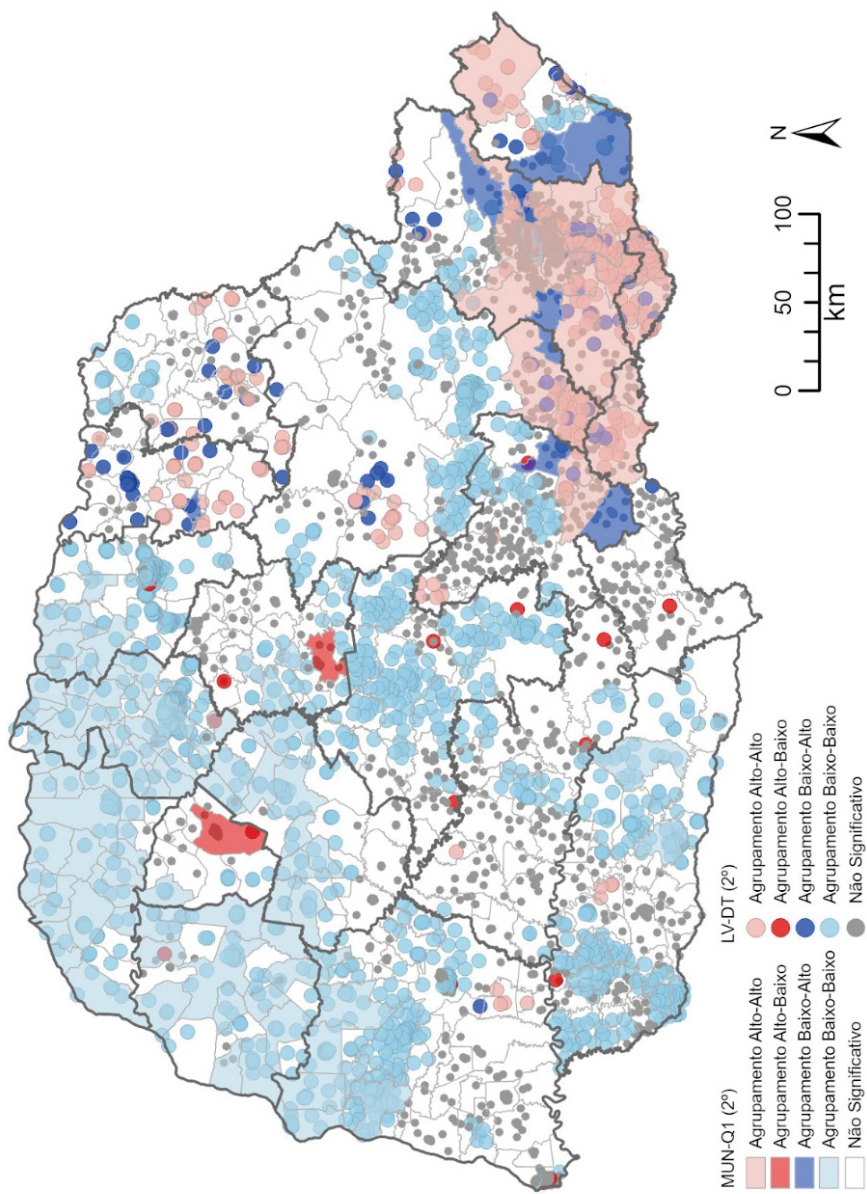 N
0 50 100
km
MUN-Q1 (2º)
Agrupamento Alto-Alto
Agrupamento Alto-Baixo
Agrupamento Baixo-Alto
Agrupamento Baixo-Baixo
Não Significativo
LV-DT (2º)
Agrupamento Alto-Alto
Agrupamento Alto-Baixo
Agrupamento Baixo-Alto
Agrupamento Baixo-Baixo
Não Significativo